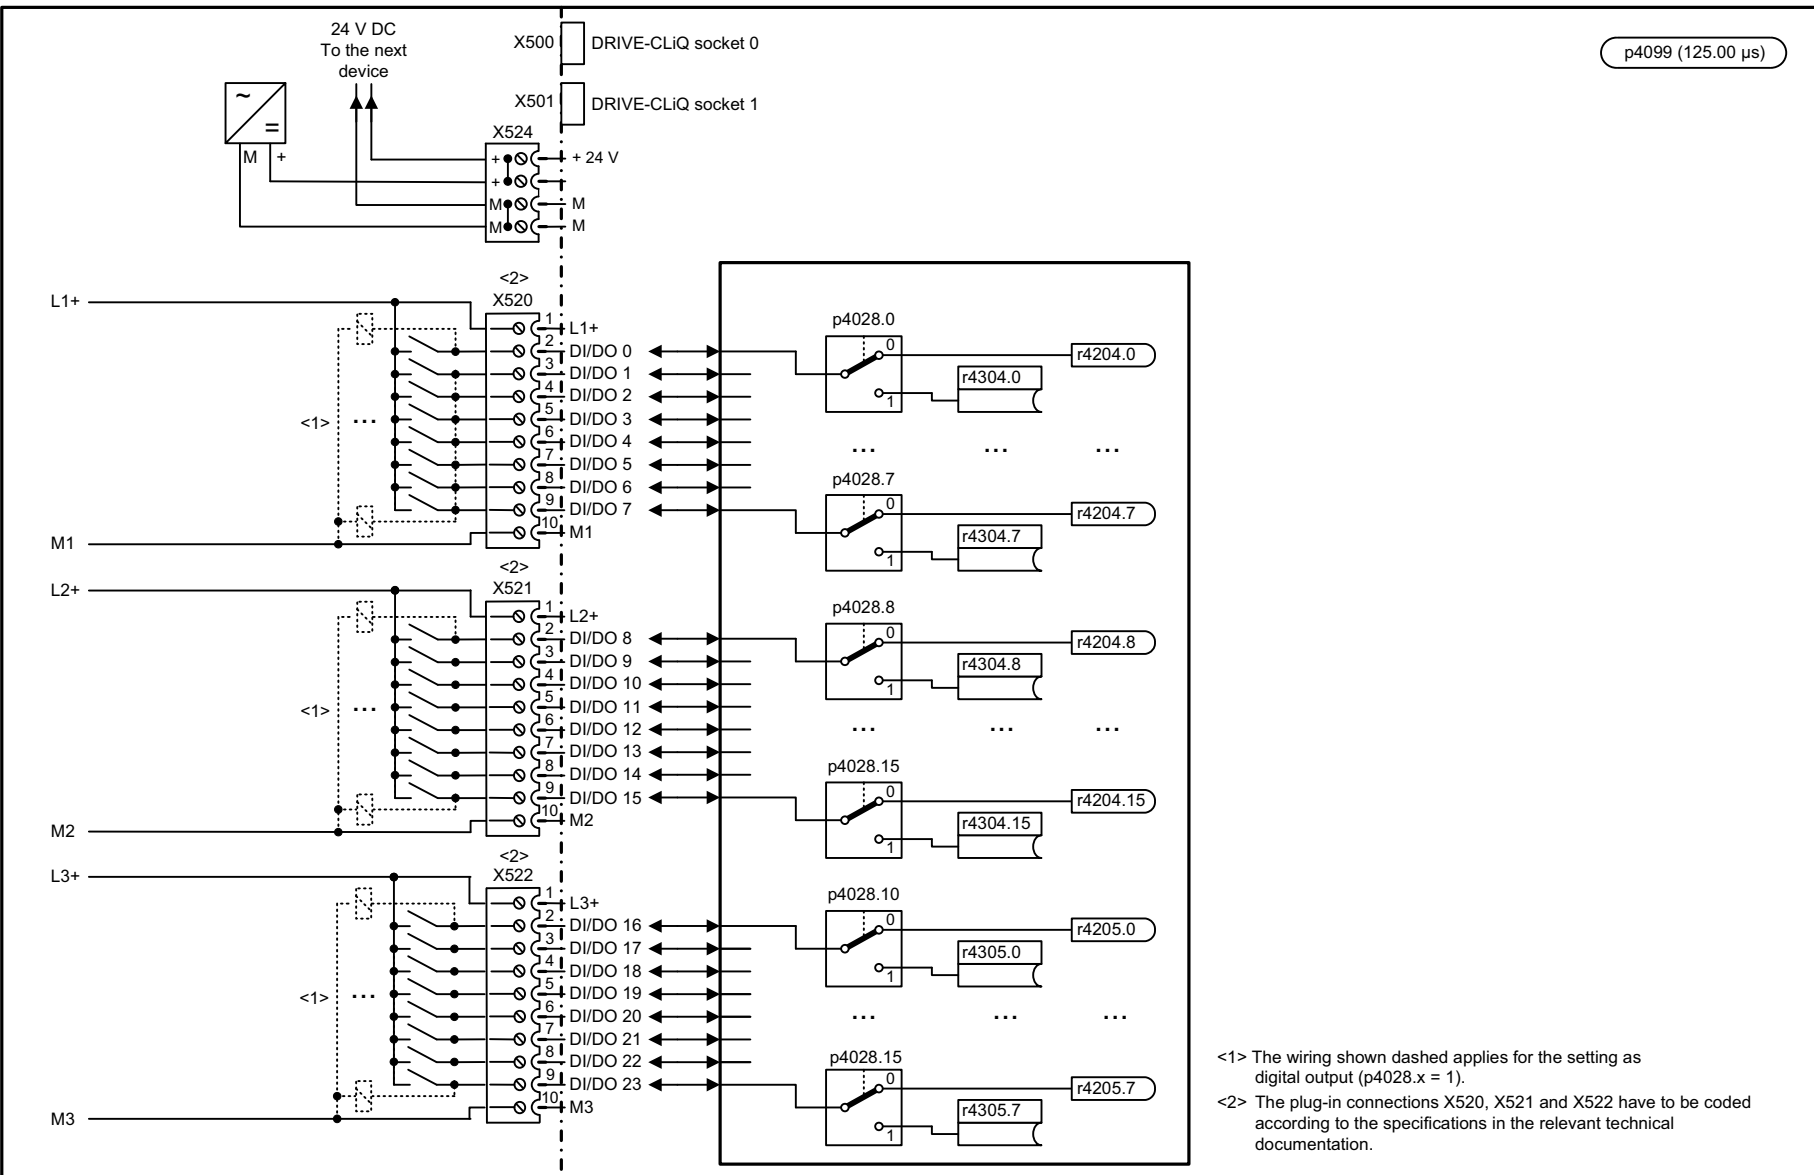 24 V DC
To the next
device
X500
DRIVE-CLiQ socket 0
X501
DRIVE-CLiQ socket 1
p4099 (125.00 µs)
~
=
M +
X524
+
+ 24 V
+
M
M
M
M
<2>
X520
L1+
1
L1+
2
DI/DO 0
3
DI/DO 1
4
DI/DO 2
5
DI/DO 3
6
DI/DO 4
7
DI/DO 5
8
DI/DO 6
9
DI/DO 7
10
M1
<1>
...
M1
p4028.0
0
1
r4204.0
r4304.0
... ... ...
p4028.7
0
1
r4204.7
r4304.7
<2>
X521
L2+
1
L2+
2
DI/DO 8
3
DI/DO 9
4
DI/DO 10
5
DI/DO 11
6
DI/DO 12
7
DI/DO 13
8
DI/DO 14
9
DI/DO 15
10
M2
<1>
...
M2
p4028.8
0
1
r4204.8
r4304.8
... ... ...
p4028.15
0
1
r4204.15
r4304.15
<2>
X522
L3+
1
L3+
2
DI/DO 16
3
DI/DO 17
4
DI/DO 18
5
DI/DO 19
6
DI/DO 20
7
DI/DO 21
8
DI/DO 22
9
DI/DO 23
10
M3
<1>
...
M3
p4028.10
0
1
r4205.0
r4305.0
... ... ...
p4028.15
0
1
r4205.7
r4305.7
<1> The wiring shown dashed applies for the setting as
digital output (p4028.x = 1).
<2> The plug-in connections X520, X521 and X522 have to be coded
according to the specifications in the relevant technical
documentation.